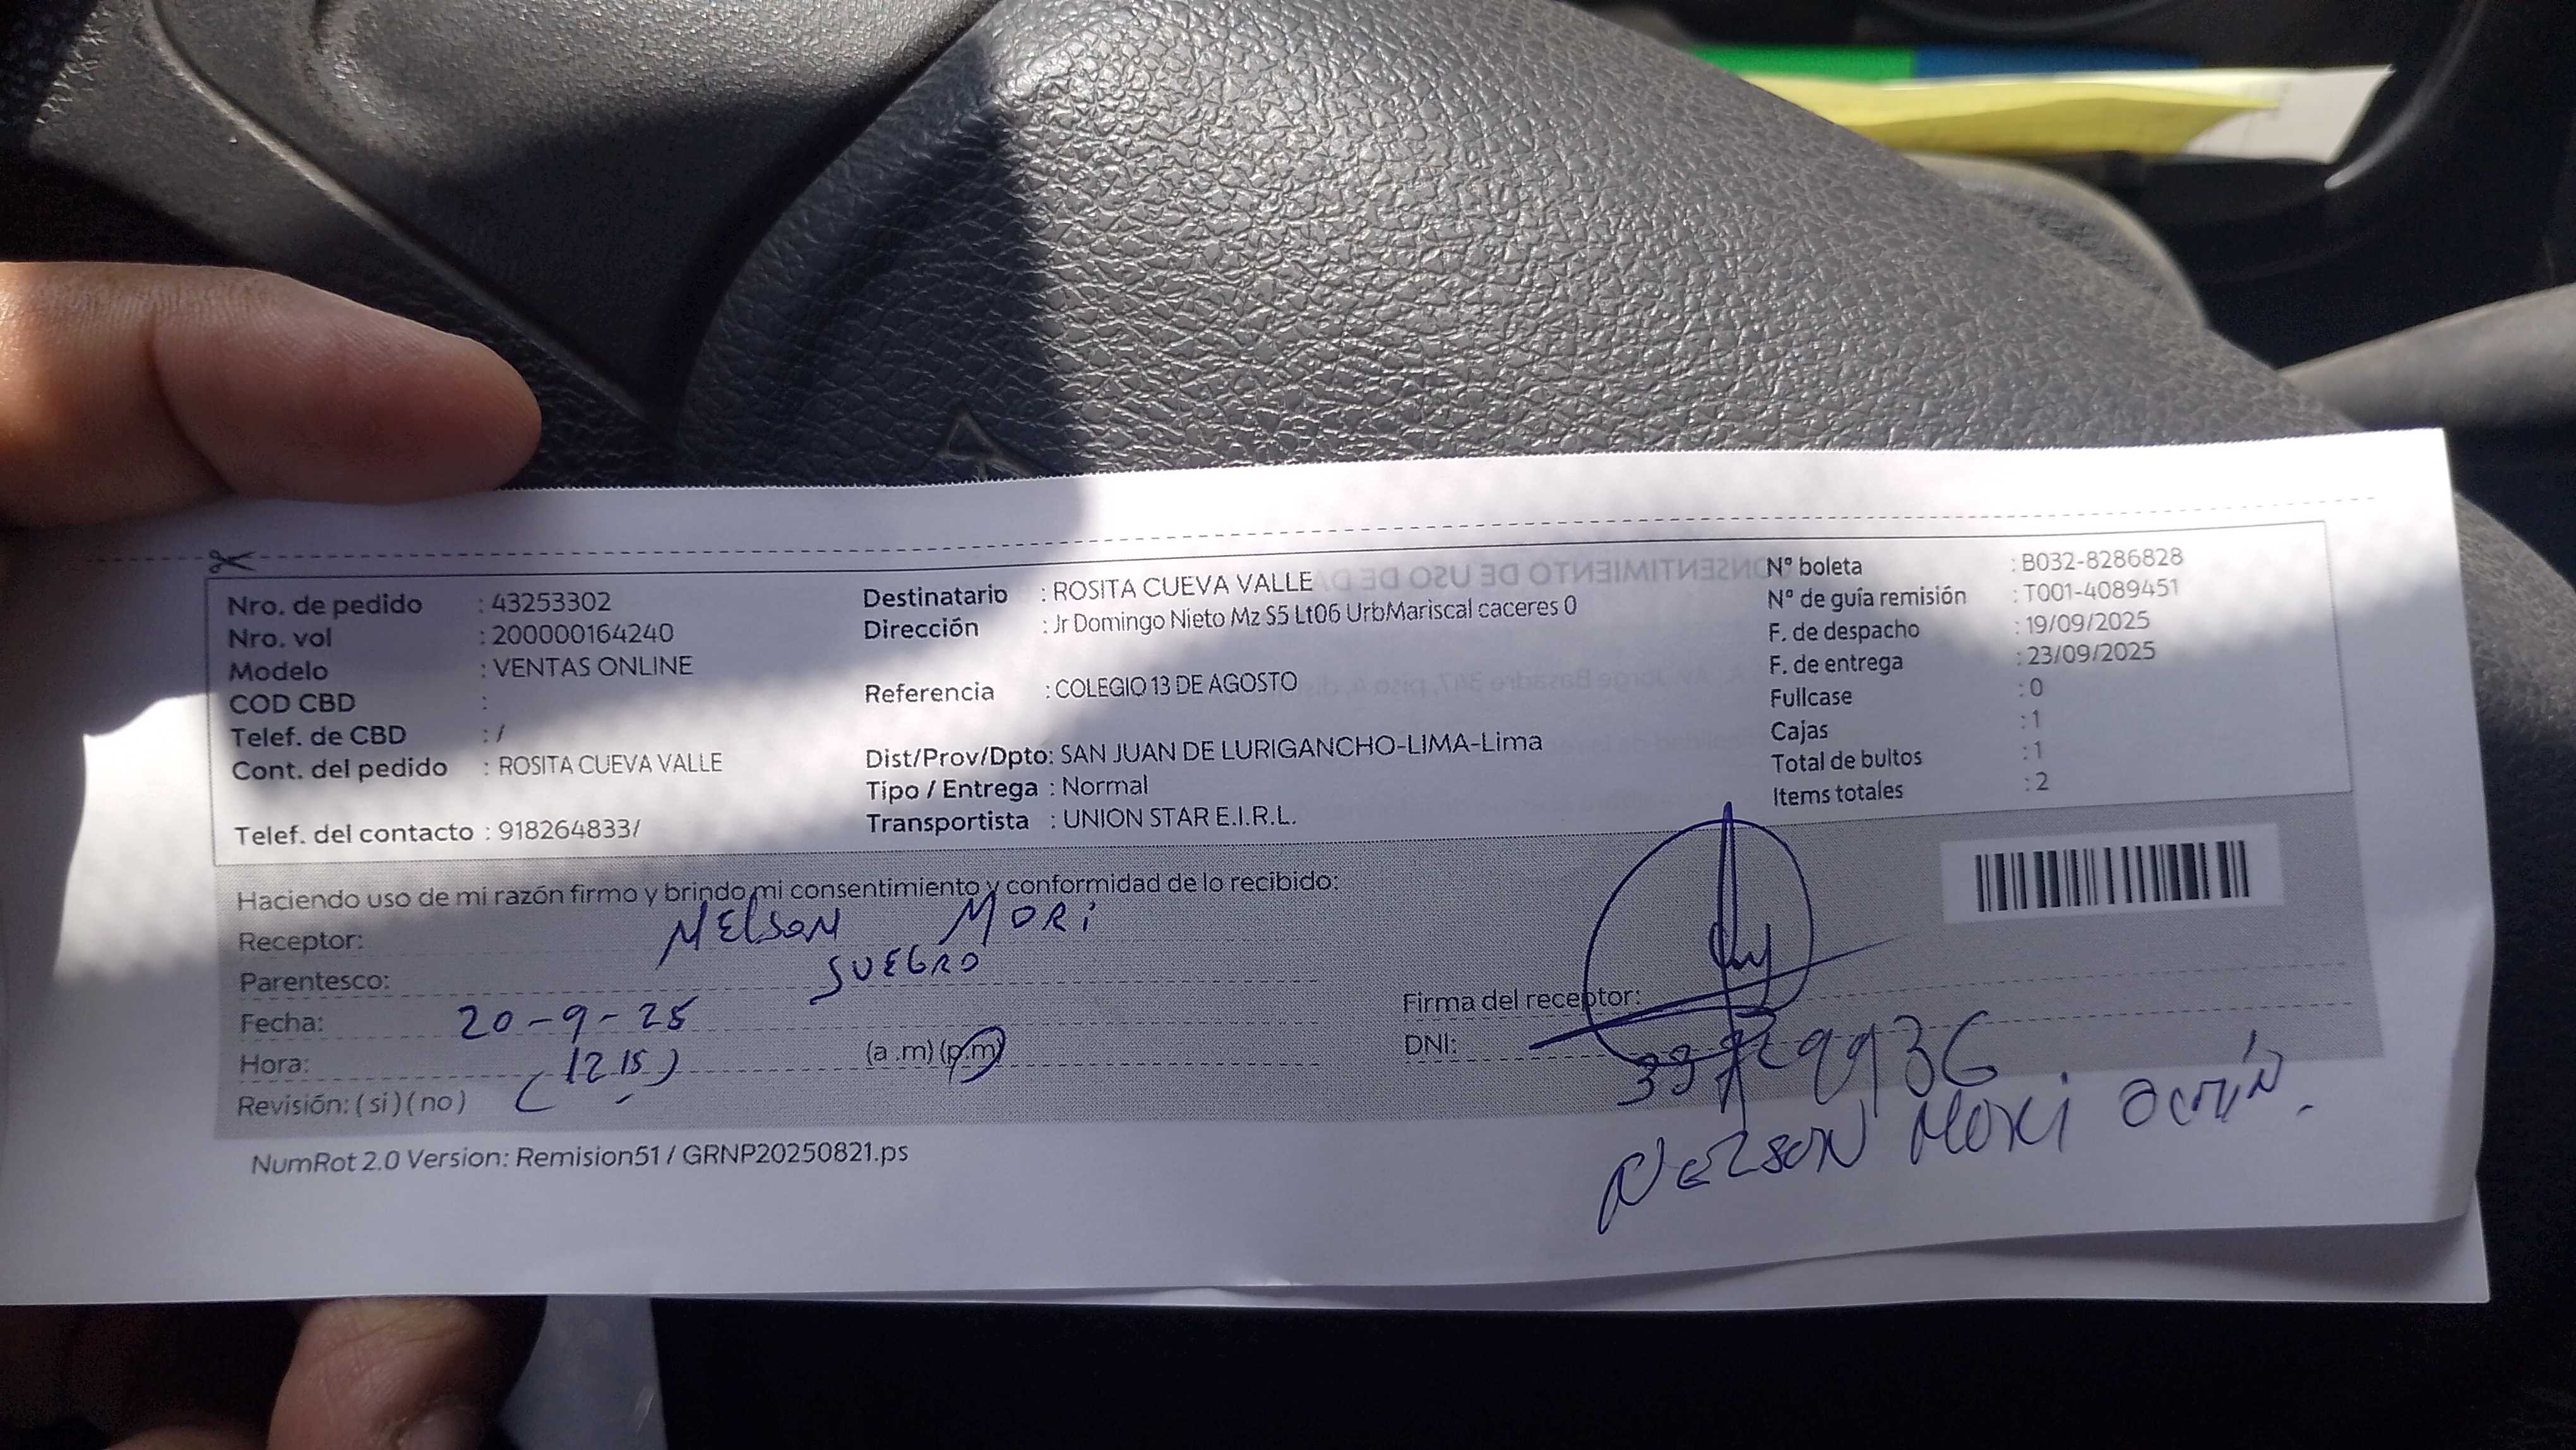 Nro. de pedido : 43253302
Nro. vol : 200000164240
Modelo : VENTAS ONLINE
COD CBD :
Telef. de CBD : /
Cont. del pedido : ROSITA CUEVA VALLE
Telef. del contacto : 918264833/
Destinatario : ROSITA CUEVA VALLE
Dirección : Jr Domingo Nieto Mz S5 Lt06 UrbMariscal caceres 0
Referencia : COLEGIO 13 DE AGOSTO
Dist/Prov/Dpto: SAN JUAN DE LURIGANCHO-LIMA-Lima
Tipo / Entrega : Normal
Transportista : UNION STAR E.I.R.L.
Nº boleta : B032-8286828
Nº de guía remisión : T001-4089451
F. de despacho : 19/09/2025
F. de entrega : 23/09/2025
Fullcase : 0
Cajas : 1
Total de bultos : 1
Items totales : 2
Haciendo uso de mi razón firmo y brindo mi consentimiento y conformidad de lo recibido:
Receptor: NELSON MORI
Parentesco: SUEGRO
Fecha: 20-9-25
Hora: (12 15) (a .m) (p.m)
Revisión: ( si ) ( no )
Firma del receptor:
DNI:
NELSON MORI
NumRot 2.0 Version: Remision51 / GRNP20250821.ps